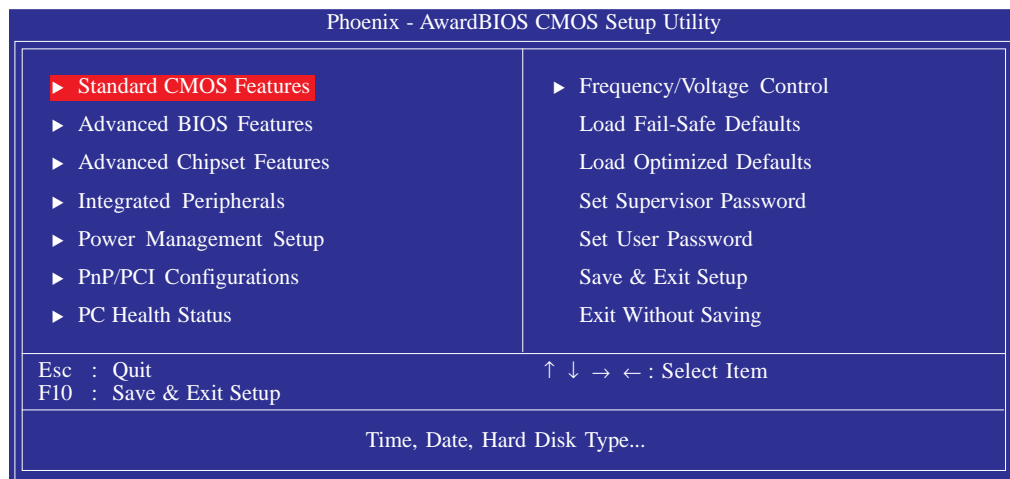 Phoenix - AwardBIOS CMOS Setup Utility
▶ Standard CMOS Features
▶ Advanced BIOS Features
▶ Advanced Chipset Features
▶ Integrated Peripherals
▶ Power Management Setup
▶ PnP/PCI Configurations
▶ PC Health Status
▶ Frequency/Voltage Control
Load Fail-Safe Defaults
Load Optimized Defaults
Set Supervisor Password
Set User Password
Save & Exit Setup
Exit Without Saving
Esc : Quit
F10 : Save & Exit Setup
↑ ↓ → ← : Select Item
Time, Date, Hard Disk Type...